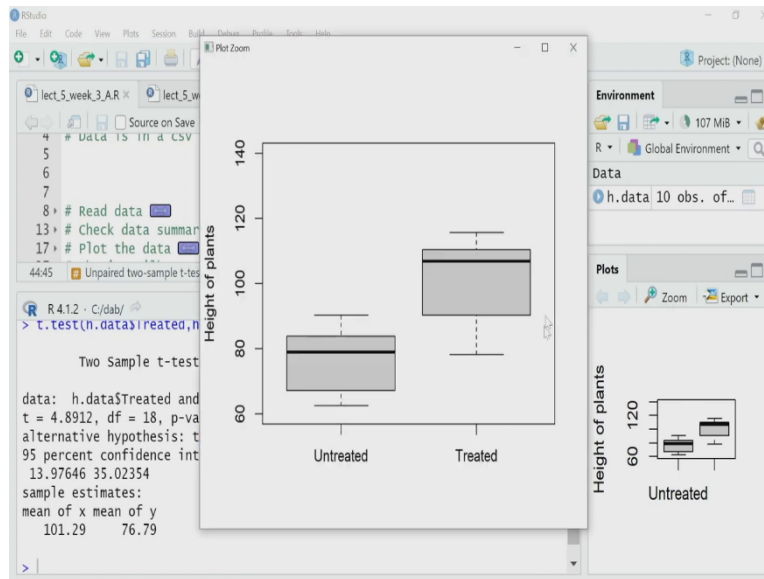 RStudio
File Edit Code View Plots Session Build Debug Profile Tools Help
Project: (None)
lect_5_week_3_A.R
Source on Save
4 # Data is in a csv
5
6
7
8 # Read data
13 # Check data summar
17 # Plot the data
44:45 Unpaired two-sample t-tes
R 4.1.2 · C:/dab/
> t.test(h.data$Treated,h
Two Sample t-test
data: h.data$Treated and
t = 4.8912, df = 18, p-va
alternative hypothesis: t
95 percent confidence int
13.97646 35.02354
sample estimates:
mean of x mean of y
101.29 76.79
>
Plot Zoom
Height of plants
140
120
100
80
60
Untreated Treated
Environment
107 MiB
R Global Environment
Data
h.data 10 obs. of…
Plots
Zoom Export
Height of plants
120
60
Untreated